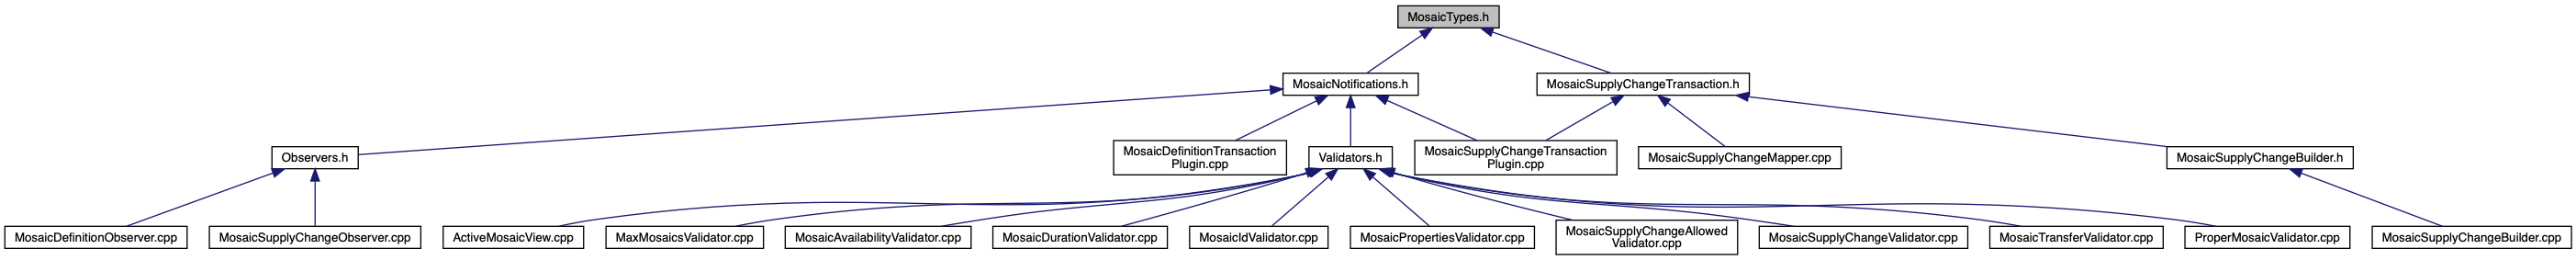 MosaicTypes.h
MosaicNotifications.h
MosaicSupplyChangeTransaction.h
Observers.h
MosaicDefinitionTransaction
Plugin.cpp
Validators.h
MosaicSupplyChangeTransaction
Plugin.cpp
MosaicSupplyChangeMapper.cpp
MosaicSupplyChangeBuilder.h
MosaicDefinitionObserver.cpp
MosaicSupplyChangeObserver.cpp
ActiveMosaicView.cpp
MaxMosaicsValidator.cpp
MosaicAvailabilityValidator.cpp
MosaicDurationValidator.cpp
MosaicIdValidator.cpp
MosaicPropertiesValidator.cpp
MosaicSupplyChangeAllowed
Validator.cpp
MosaicSupplyChangeValidator.cpp
MosaicTransferValidator.cpp
ProperMosaicValidator.cpp
MosaicSupplyChangeBuilder.cpp